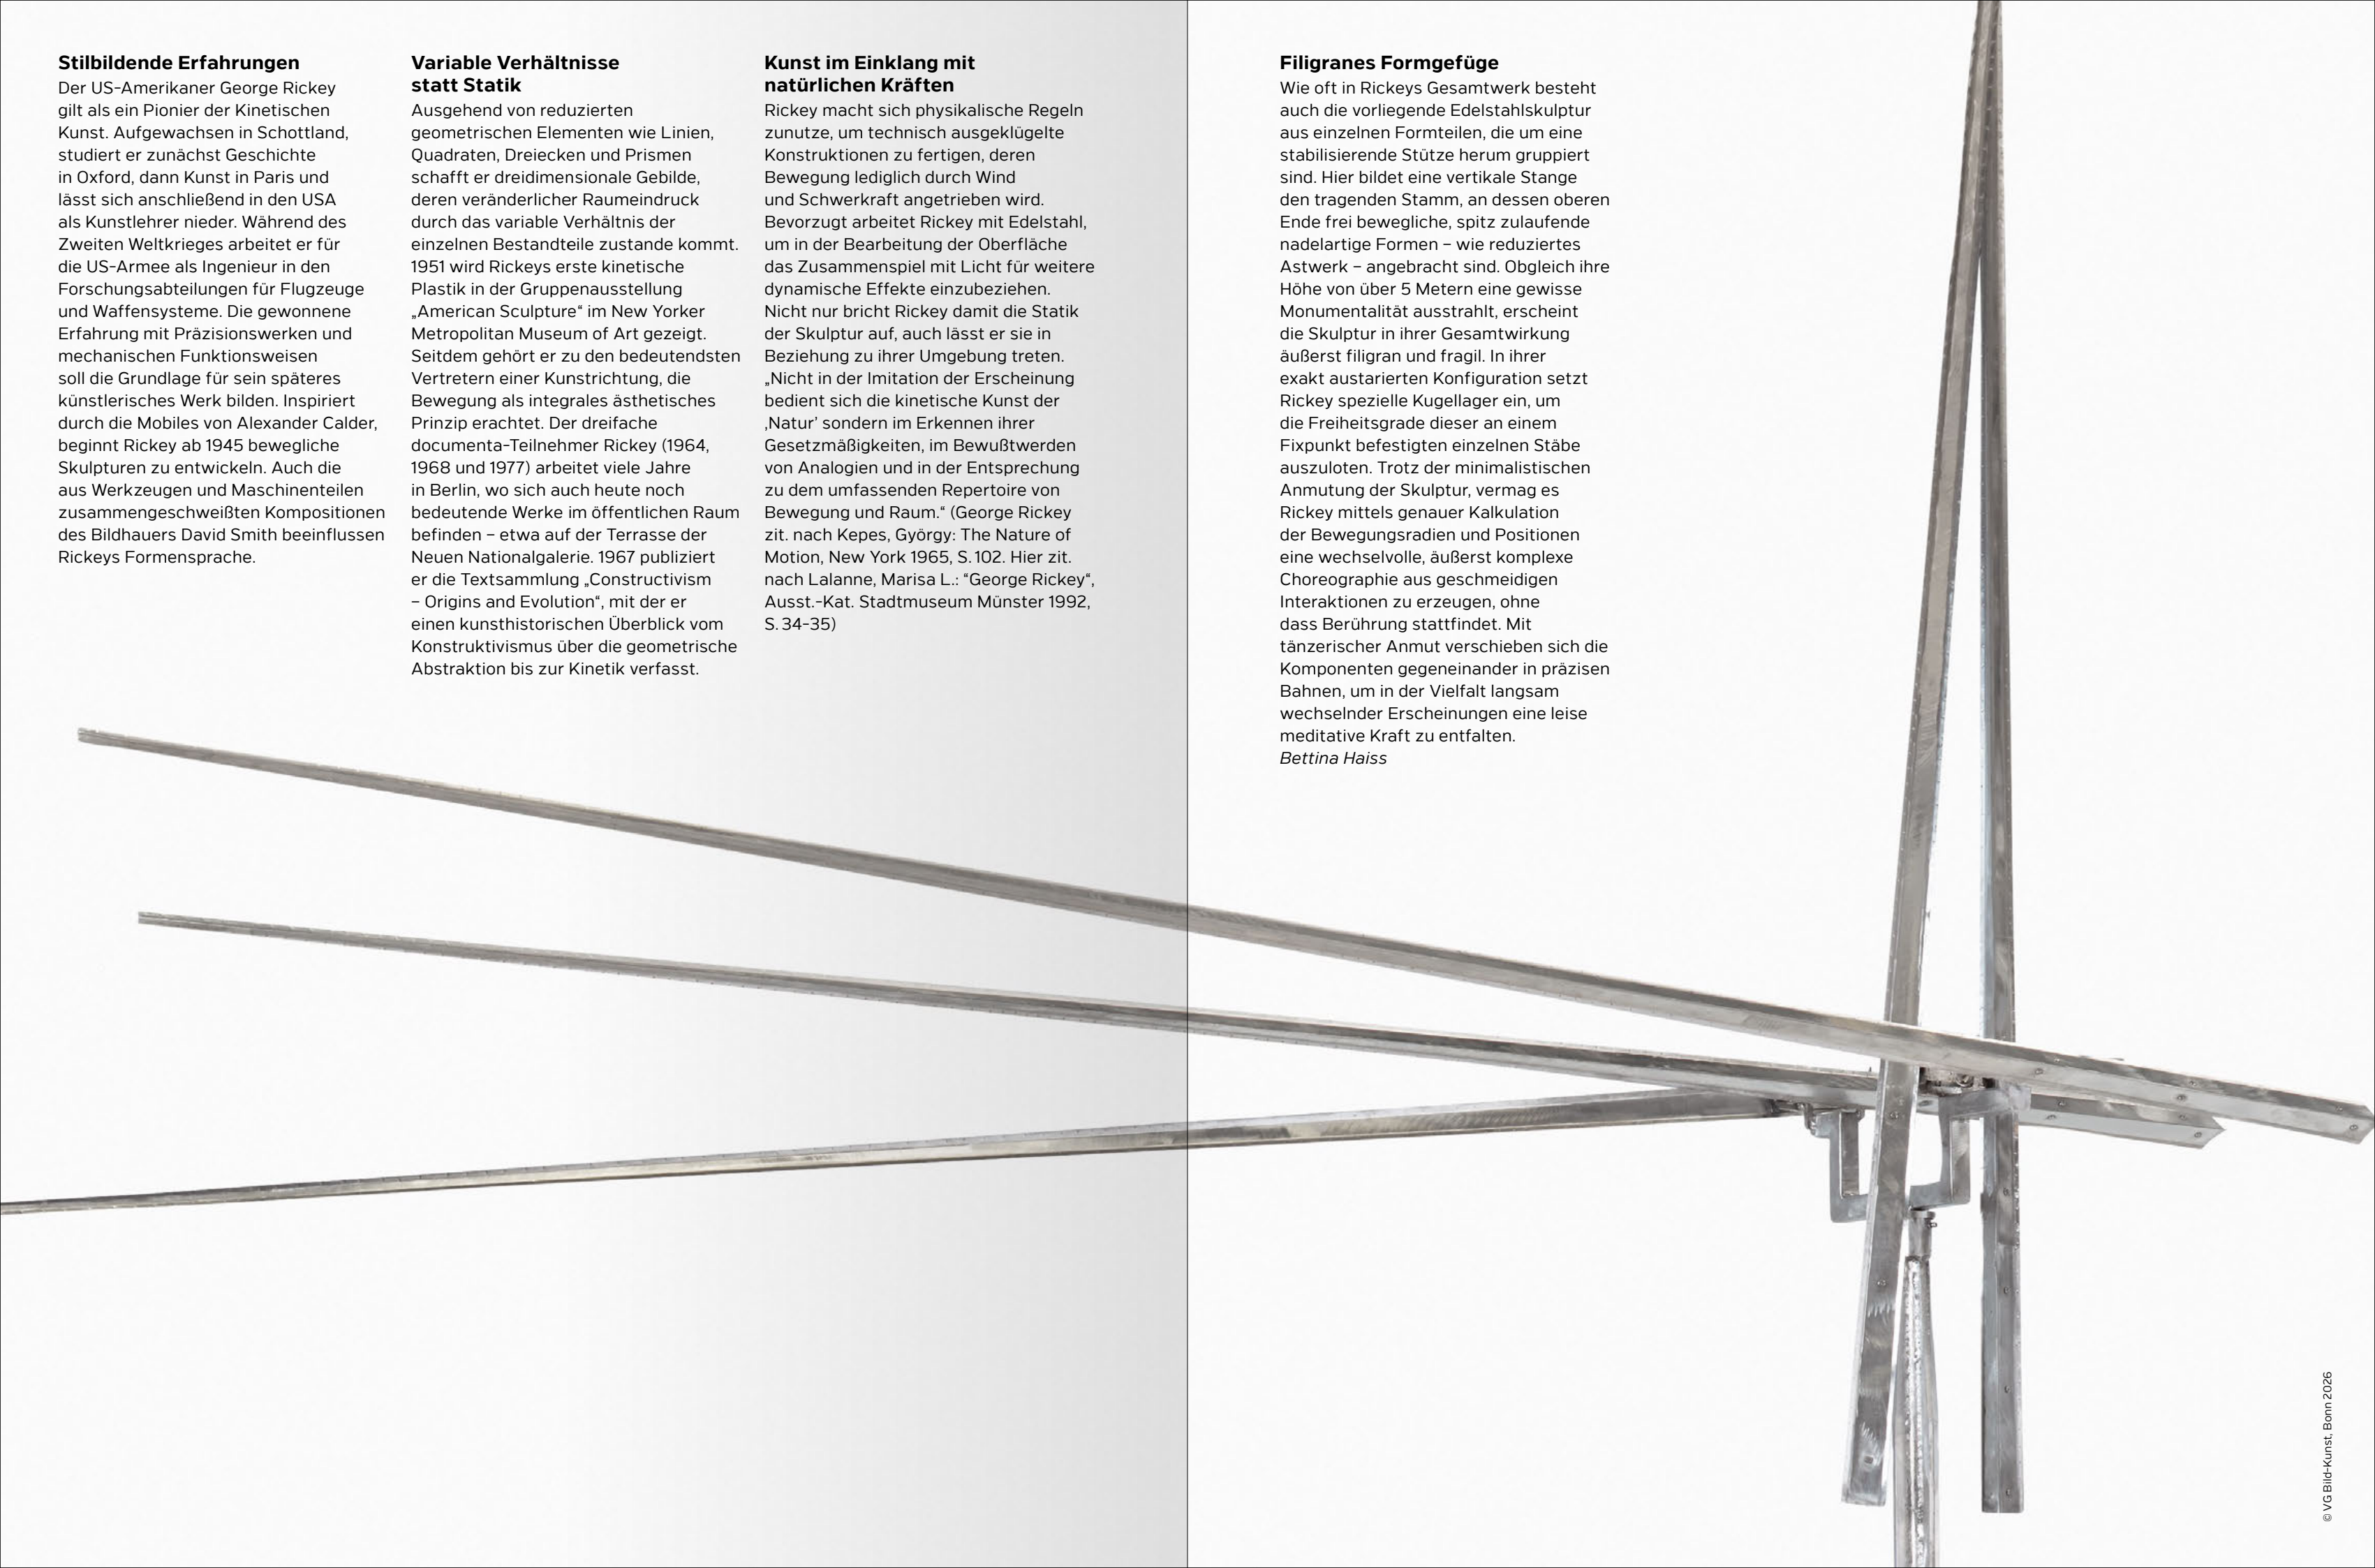 Stilbildende Erfahrungen
Der US-Amerikaner George Rickey
gilt als ein Pionier der Kinetischen
Kunst. Aufgewachsen in Schottland,
studiert er zunächst Geschichte
in Oxford, dann Kunst in Paris und
lässt sich anschließend in den USA
als Kunstlehrer nieder. Während des
Zweiten Weltkrieges arbeitet er für
die US-Armee als Ingenieur in den
Forschungsabteilungen für Flugzeuge
und Waffensysteme. Die gewonnene
Erfahrung mit Präzisionswerken und
mechanischen Funktionsweisen
soll die Grundlage für sein späteres
künstlerisches Werk bilden. Inspiriert
durch die Mobiles von Alexander Calder,
beginnt Rickey ab 1945 bewegliche
Skulpturen zu entwickeln. Auch die
aus Werkzeugen und Maschinenteilen
zusammengeschweißten Kompositionen
des Bildhauers David Smith beeinflussen
Rickeys Formensprache.
Variable Verhältnisse
statt Statik
Ausgehend von reduzierten
geometrischen Elementen wie Linien,
Quadraten, Dreiecken und Prismen
schafft er dreidimensionale Gebilde,
deren veränderlicher Raumeindruck
durch das variable Verhältnis der
einzelnen Bestandteile zustande kommt.
1951 wird Rickeys erste kinetische
Plastik in der Gruppenausstellung
„American Sculpture“ im New Yorker
Metropolitan Museum of Art gezeigt.
Seitdem gehört er zu den bedeutendsten
Vertretern einer Kunstrichtung, die
Bewegung als integrales ästhetisches
Prinzip erachtet. Der dreifache
documenta-Teilnehmer Rickey (1964,
1968 und 1977) arbeitet viele Jahre
in Berlin, wo sich auch heute noch
bedeutende Werke im öffentlichen Raum
befinden – etwa auf der Terrasse der
Neuen Nationalgalerie. 1967 publiziert
er die Textsammlung „Constructivism
– Origins and Evolution“, mit der er
einen kunsthistorischen Überblick vom
Konstruktivismus über die geometrische
Abstraktion bis zur Kinetik verfasst.
Kunst im Einklang mit
natürlichen Kräften
Rickey macht sich physikalische Regeln
zunutze, um technisch ausgeklügelte
Konstruktionen zu fertigen, deren
Bewegung lediglich durch Wind
und Schwerkraft angetrieben wird.
Bevorzugt arbeitet Rickey mit Edelstahl,
um in der Bearbeitung der Oberfläche
das Zusammenspiel mit Licht für weitere
dynamische Effekte einzubeziehen.
Nicht nur bricht Rickey damit die Statik
der Skulptur auf, auch lässt er sie in
Beziehung zu ihrer Umgebung treten.
„Nicht in der Imitation der Erscheinung
bedient sich die kinetische Kunst der
‚Natur’ sondern im Erkennen ihrer
Gesetzmäßigkeiten, im Bewußtwerden
von Analogien und in der Entsprechung
zu dem umfassenden Repertoire von
Bewegung und Raum.“ (George Rickey
zit. nach Kepes, György: The Nature of
Motion, New York 1965, S. 102. Hier zit.
nach Lalanne, Marisa L.: “George Rickey“,
Ausst.-Kat. Stadtmuseum Münster 1992,
S. 34-35)
Filigranes Formgefüge
Wie oft in Rickeys Gesamtwerk besteht
auch die vorliegende Edelstahlskulptur
aus einzelnen Formteilen, die um eine
stabilisierende Stütze herum gruppiert
sind. Hier bildet eine vertikale Stange
den tragenden Stamm, an dessen oberen
Ende frei bewegliche, spitz zulaufende
nadelartige Formen – wie reduziertes
Astwerk – angebracht sind. Obgleich ihre
Höhe von über 5 Metern eine gewisse
Monumentalität ausstrahlt, erscheint
die Skulptur in ihrer Gesamtwirkung
äußerst filigran und fragil. In ihrer
exakt austarierten Konfiguration setzt
Rickey spezielle Kugellager ein, um
die Freiheitsgrade dieser an einem
Fixpunkt befestigten einzelnen Stäbe
auszuloten. Trotz der minimalistischen
Anmutung der Skulptur, vermag es
Rickey mittels genauer Kalkulation
der Bewegungsradien und Positionen
eine wechselvolle, äußerst komplexe
Choreographie aus geschmeidigen
Interaktionen zu erzeugen, ohne
dass Berührung stattfindet. Mit
tänzerischer Anmut verschieben sich die
Komponenten gegeneinander in präzisen
Bahnen, um in der Vielfalt langsam
wechselnder Erscheinungen eine leise
meditative Kraft zu entfalten.
Bettina Haiss
© VG Bild-Kunst, Bonn 2026